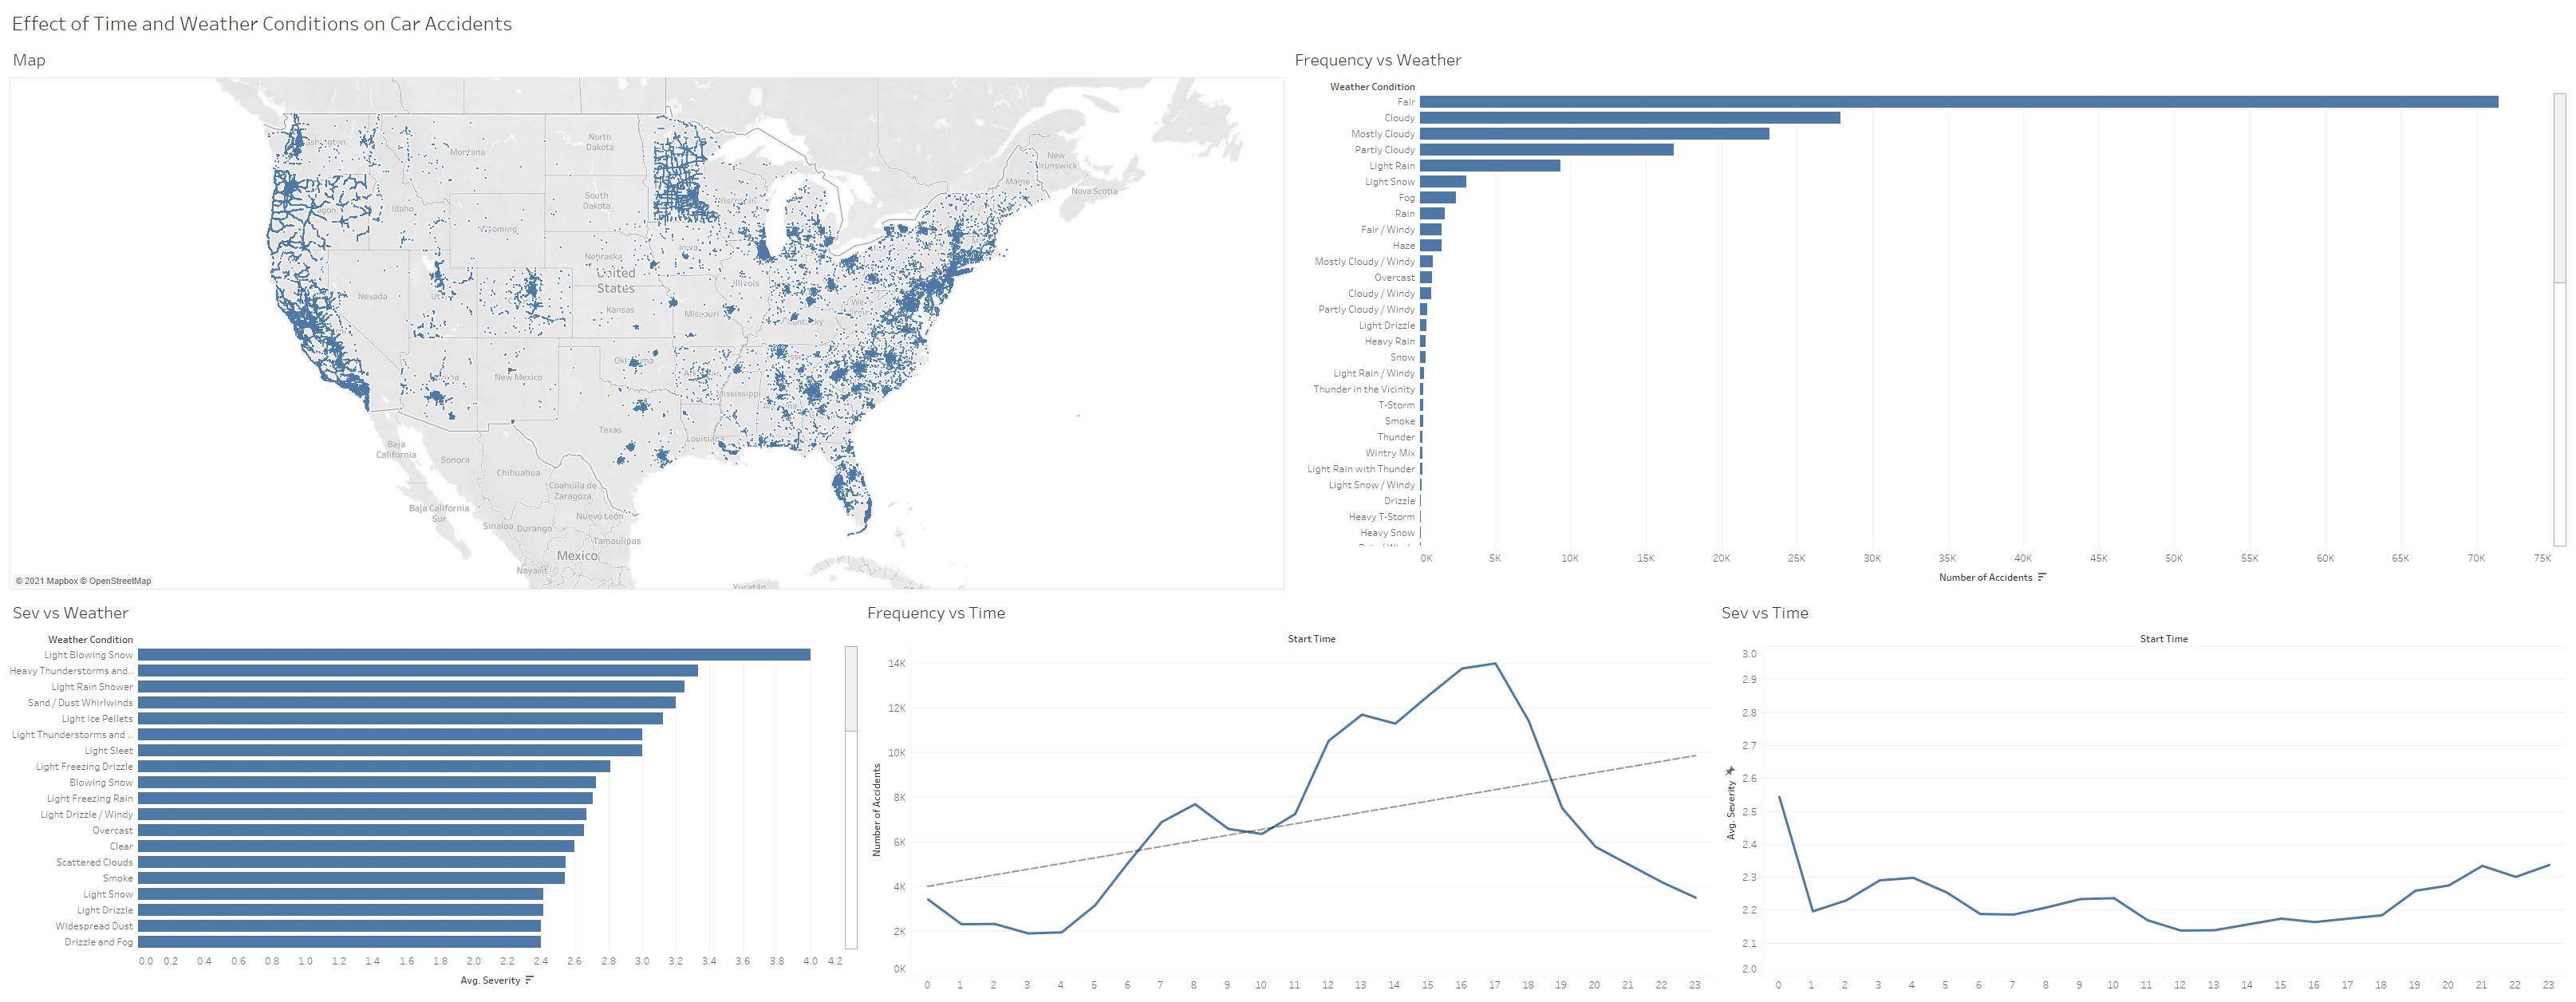 Effect of Time and Weather Conditions on Car Accidents
Map
North
Dakota
Montana
New
Brunswick
Maine
Nova Scotia
South
Dakota
Idaho
Iowa
Nebraska
United
States
Nevada
Illinois
Kansas
Missouri
New Mexico
Mississippi
Texas
Baja
California
Sonora
Chihuahua
Coahuila de
Zaragoza
Baja California
Sur
Nuevo León
Sinaloa
Durango
Tamaulipas
Mexico
Nayarit
Yucatán
© 2021 Mapbox © OpenStreetMap
Frequency vs Weather
Weather Condition
Fair
Cloudy
Mostly Cloudy
Partly Cloudy
Light Rain
Light Snow
Fog
Rain
Fair / Windy
Haze
Mostly Cloudy / Windy
Overcast
Cloudy / Windy
Partly Cloudy / Windy
Light Drizzle
Heavy Rain
Snow
Light Rain / Windy
Thunder in the Vicinity
T-Storm
Smoke
Thunder
Wintry Mix
Light Rain with Thunder
Light Snow / Windy
Drizzle
Heavy T-Storm
Heavy Snow
0K 5K 10K 15K 20K 25K 30K 35K 40K 45K 50K 55K 60K 65K 70K 75K
Number of Accidents
Sev vs Weather
Weather Condition
Light Blowing Snow
Heavy Thunderstorms and..
Light Rain Shower
Sand / Dust Whirlwinds
Light Ice Pellets
Light Thunderstorms and ..
Light Sleet
Light Freezing Drizzle
Blowing Snow
Light Freezing Rain
Light Drizzle / Windy
Overcast
Clear
Scattered Clouds
Smoke
Light Snow
Light Drizzle
Widespread Dust
Drizzle and Fog
0.0 0.2 0.4 0.6 0.8 1.0 1.2 1.4 1.6 1.8 2.0 2.2 2.4 2.6 2.8 3.0 3.2 3.4 3.6 3.8 4.0 4.2
Avg. Severity
Frequency vs Time
Start Time
14K
12K
10K
8K
6K
4K
2K
0K
Number of Accidents
0 1 2 3 4 5 6 7 8 9 10 11 12 13 14 15 16 17 18 19 20 21 22 23
Sev vs Time
Start Time
3.0
2.9
2.8
2.7
2.6
2.5
2.4
2.3
2.2
2.1
2.0
Avg. Severity
0 1 2 3 4 5 6 7 8 9 10 11 12 13 14 15 16 17 18 19 20 21 22 23